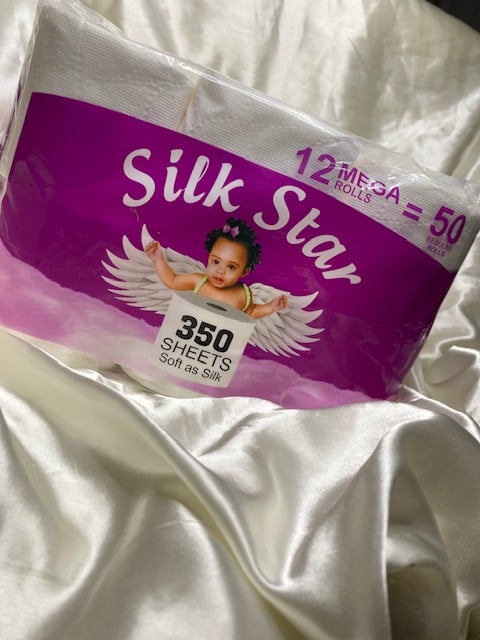 Silk Star
12 MEGA
ROLLS
= 50
REGULAR
ROLLS
350
SHEETS
Soft as Silk